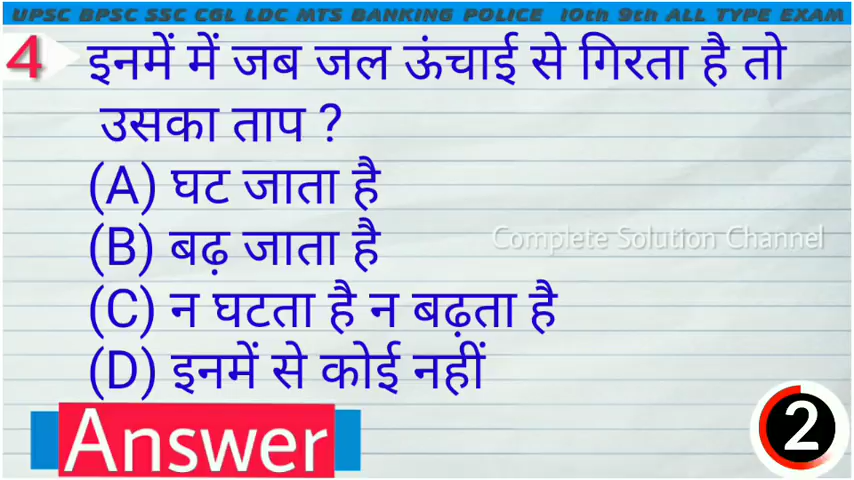 UPSC BPSC SSC CGL LDC MTS BANKING POLICE 10th 9th ALL TYPE EXAM
4 इनमें में जब जल ऊंचाई से गिरता है तो
उसका ताप ?
(A) घट जाता है
(B) बढ़ जाता है
Complete Solution Channel
(C) न घटता है न बढ़ता है
(D) इनमें से कोई नहीं
Answer
2